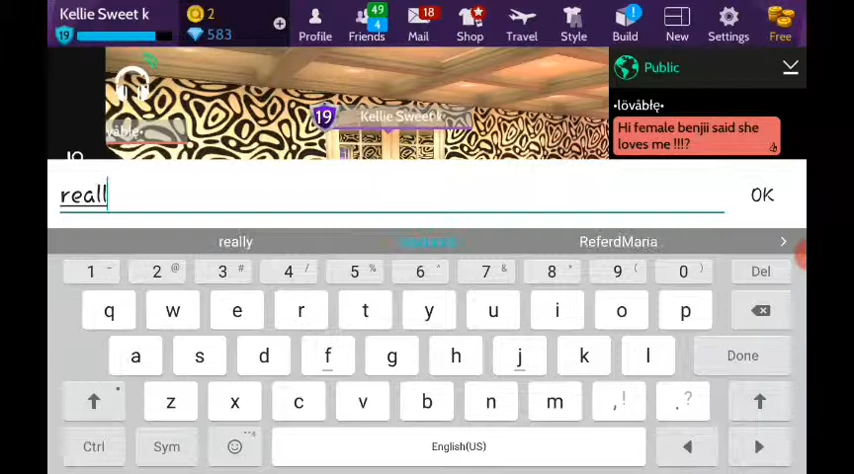 Kellie Sweet k
19
2
583
49
4
18
!
Profile
Friends
Mail
Shop
Travel
Style
Build
New
Settings
Free
Public
•lövåblę•
Hi female benjii said she
loves me !!!?
19
Kellie Sweet k
våblę•
reall
OK
really
ReferdMaria
1 - 2 @ 3 # 4 / 5 % 6 ^ 7 & 8 * 9 ( 0 ) Del
q w e r t y u i o p
a s d f g h j k l Done
z x c v b n m , ! . ?
Ctrl Sym English(US)